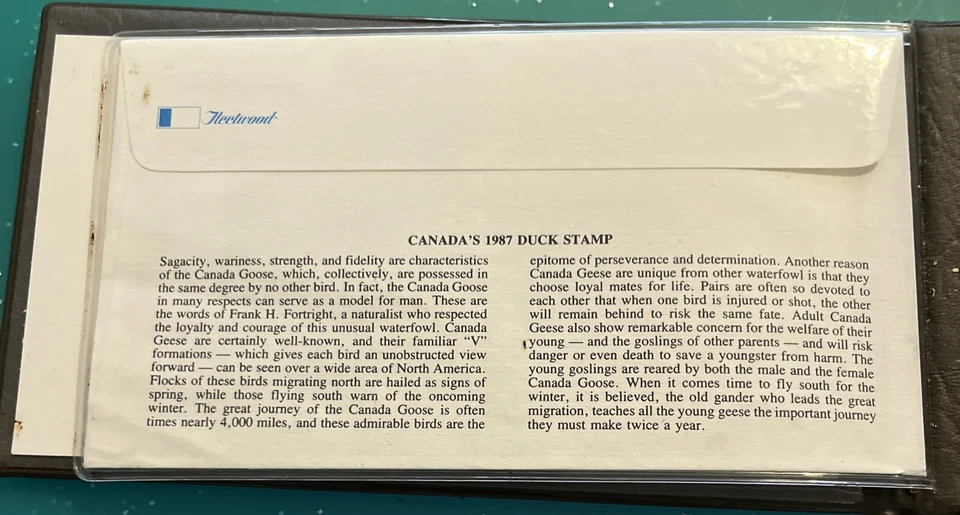 Fleetwood
CANADA'S 1987 DUCK STAMP
Sagacity, wariness, strength, and fidelity are characteristics
of the Canada Goose, which, collectively, are possessed in
the same degree by no other bird. In fact, the Canada Goose
in many respects can serve as a model for man. These are
the words of Frank H. Fortright, a naturalist who respected
the loyalty and courage of this unusual waterfowl. Canada
Geese are certainly well-known, and their familiar “V”
formations — which gives each bird an unobstructed view
forward — can be seen over a wide area of North America.
Flocks of these birds migrating north are hailed as signs of
spring, while those flying south warn of the oncoming
winter. The great journey of the Canada Goose is often
times nearly 4,000 miles, and these admirable birds are the
epitome of perseverance and determination. Another reason
Canada Geese are unique from other waterfowl is that they
choose loyal mates for life. Pairs are often so devoted to
each other that when one bird is injured or shot, the other
will remain behind to risk the same fate. Adult Canada
Geese also show remarkable concern for the welfare of their
young — and the goslings of other parents — and will risk
danger or even death to save a youngster from harm. The
young goslings are reared by both the male and the female
Canada Goose. When it comes time to fly south for the
winter, it is believed, the old gander who leads the great
migration, teaches all the young geese the important journey
they must make twice a year.